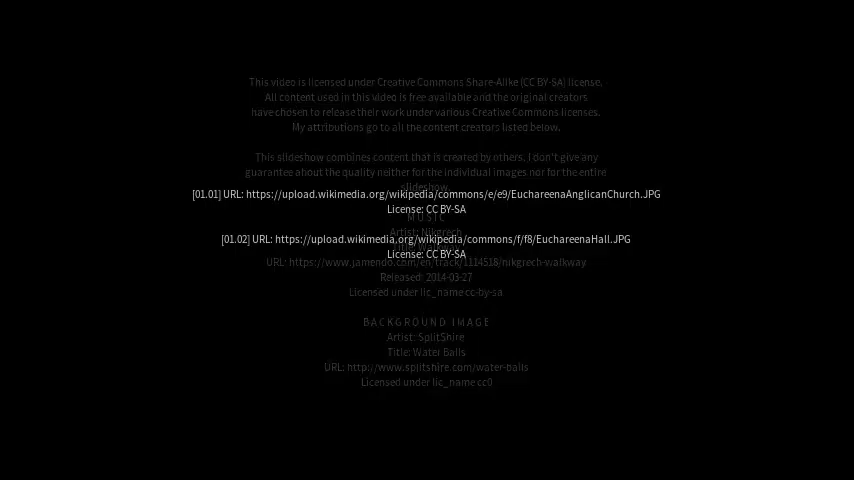 This video is licensed under Creative Commons Share-Alike (CC BY-SA) license.
All content used in this video is free available and the original creators
have chosen to release their work under various Creative Commons licenses.
My attributions go to all the content creators listed below.
This slideshow combines content that is created by others. I don't give any
guarantee about the quality neither for the individual images nor for the entire
slideshow.
[01.01] URL: https://upload.wikimedia.org/wikipedia/commons/e/e9/EuchareenaAnglicanChurch.JPG
License: CC BY-SA
MUSIC
Artist: Nikgrech
[01.02] URL: https://upload.wikimedia.org/wikipedia/commons/f/f8/EuchareenaHall.JPG
License: CC BY-SA
URL: https://www.jamendo.com/en/track/1114518/nikgrech-walkway
Released: 2014-03-27
Licensed under lic_name cc-by-sa
BACKGROUND IMAGE
Artist: SplitShire
Title: Water Balls
URL: http://www.splitshire.com/water-balls
Licensed under lic_name cc0